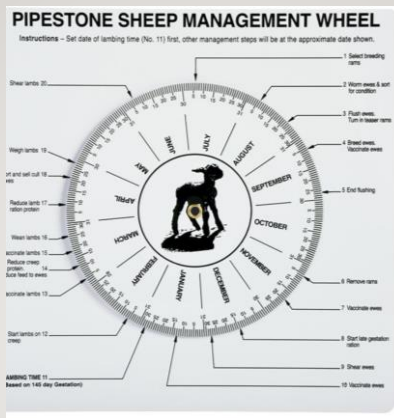 PIPESTONE SHEEP MANAGEMENT WHEEL
Instructions – Set date of lambing time (No. 11) first, other management steps will be at the approximate date shown.
1 Select breeding
rams
2 Worm ewes & sort
for condition
3 Flush ewes.
Turn in teaser rams
4 Breed ewes.
Vaccinate ewes
5 End flushing
6 Remove rams
7 Vaccinate ewes
8 Start late gestation
ration
9 Shear ewes
10 Vaccinate ewes
AMBING TIME 11
(Based on 148 day Gestation)
Start lambs on 12
creep
accinate lambs 13
Reduce creep
protein. 14
duce feed to ewes
accinate lambs 15
Wean lambs 16
Reduce lamb 17
ration protein
ort and sell cull 18
ewes
Weigh lambs 19
Shear lambs 20
JULY
AUGUST
SEPTEMBER
OCTOBER
NOVEMBER
DECEMBER
JANUARY
FEBRUARY
MARCH
APRIL
MAY
JUNE